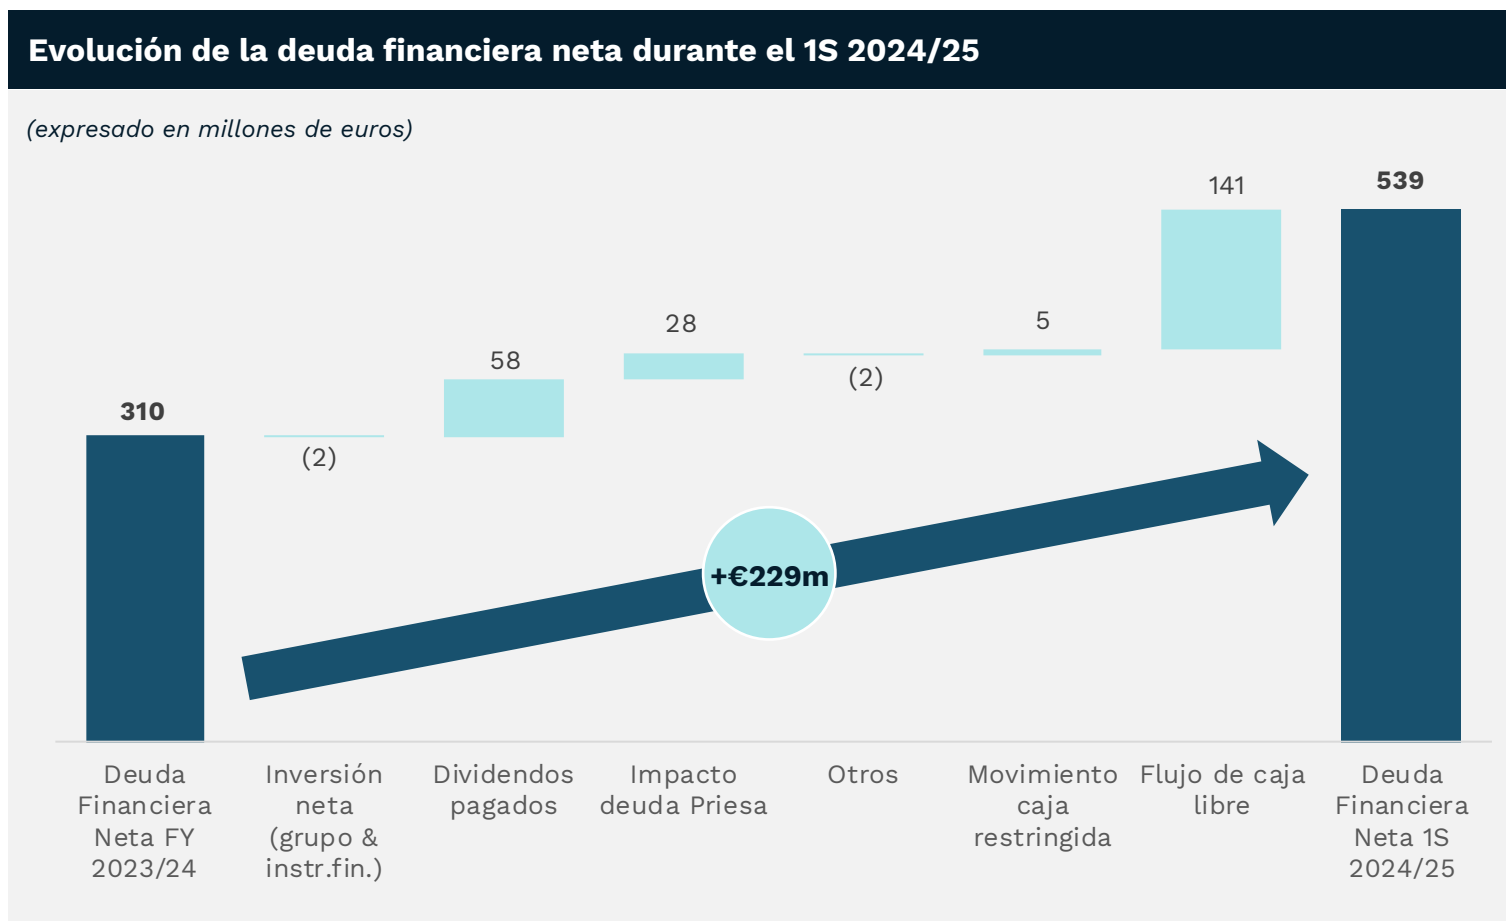 Evolución de la deuda financiera neta durante el 1S 2024/25
(expresado en millones de euros)
310
(2)
58
28
(2)
5
141
539
+€229m
Deuda
Financiera
Neta FY
2023/24
Inversión
neta
(grupo &
instr.fin.)
Dividendos
pagados
Impacto
deuda Priesa
Otros
Movimiento
caja
restringida
Flujo de caja
libre
Deuda
Financiera
Neta 1S
2024/25